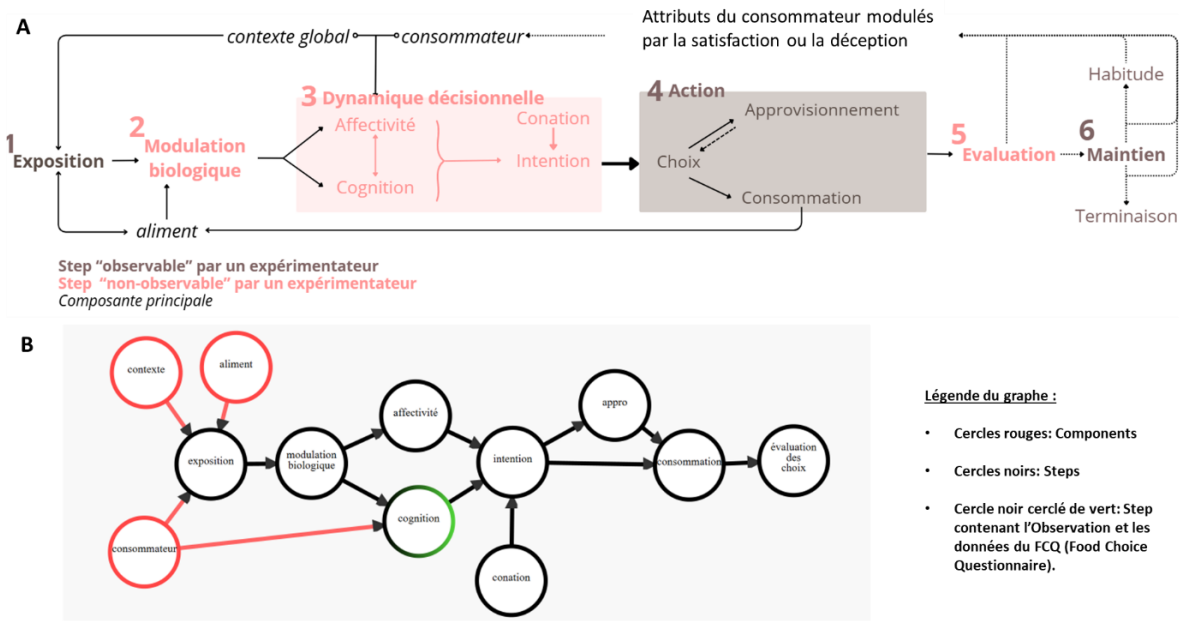 A
contexte global
consommateur
Attributs du consommateur modulés
par la satisfaction ou la déception
1
Exposition
2
Modulation
biologique
3 Dynamique décisionnelle
Affectivité
Cognition
Conation
Intention
4 Action
Approvisionnement
Choix
Consommation
5
Evaluation
6
Maintien
Habitude
Terminaison
aliment
Step “observable” par un expérimentateur
Step “non-observable” par un expérimentateur
Composante principale
B
contexte
aliment
exposition
consommateur
modulation
biologique
affectivité
cognition
intention
conation
appro
consommation
évaluation
des
choix
Légende du graphe :
• Cercles rouges: Components
• Cercles noirs: Steps
• Cercle noir cerclé de vert: Step
contenant l’Observation et les
données du FCQ (Food Choice
Questionnaire).